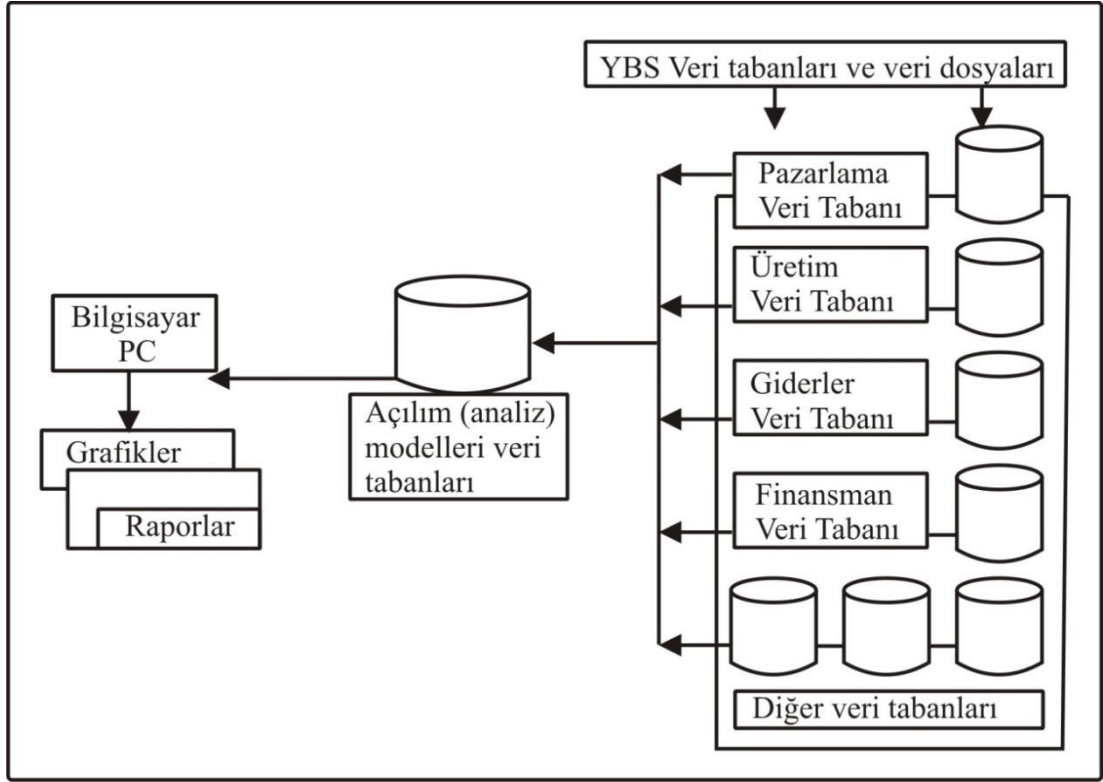 YBS Veri tabanları ve veri dosyaları
Pazarlama
Veri Tabanı
Üretim
Veri Tabanı
Giderler
Veri Tabanı
Finansman
Veri Tabanı
Diğer veri tabanları
Açılım (analiz)
modelleri veri
tabanları
Bilgisayar
PC
Grafikler
Raporlar